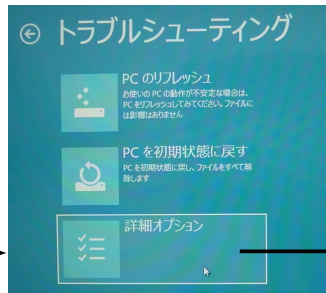 トラブルシューティング
PC のリフレッシュ
お使いの PC の動作が不安定な場合は、
PC をリフレッシュしてみてください。ファイルに
は影響はありません
PC を初期状態に戻す
PC を初期状態に戻し、ファイルをすべて削
除します
詳細オプション